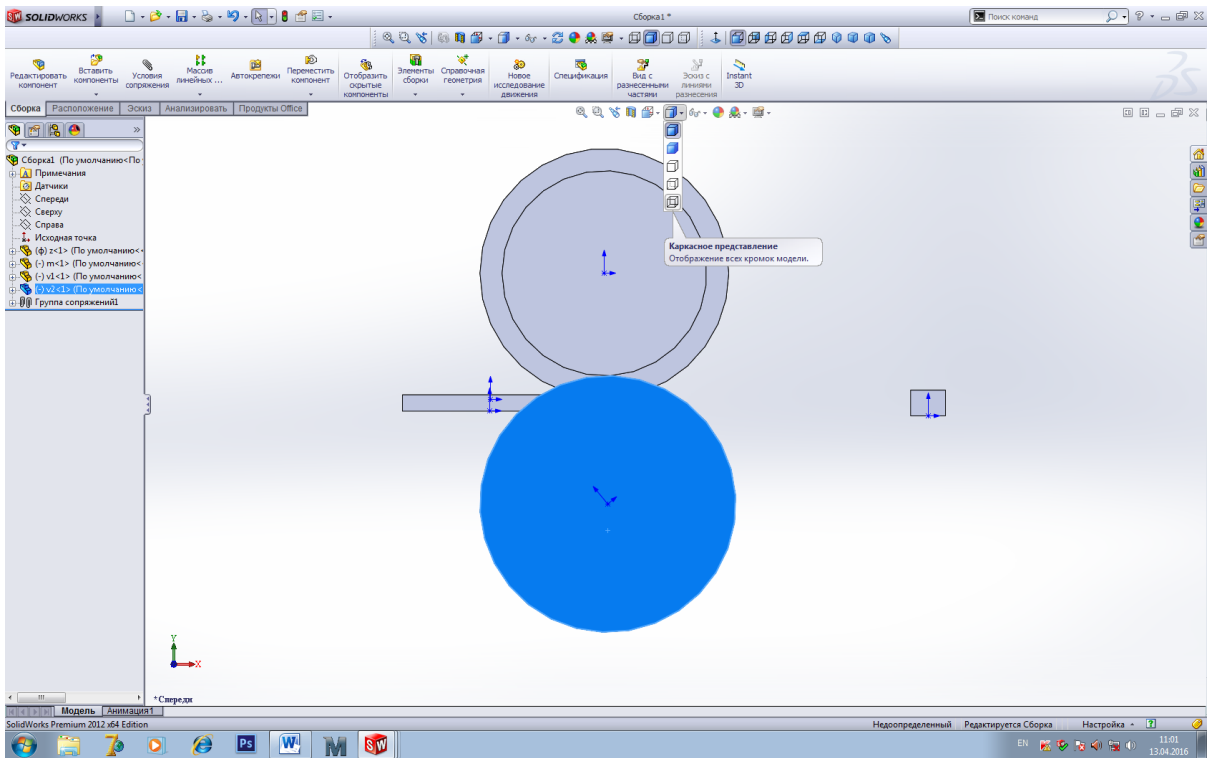 SOLIDWORKS
Сборка1 *
Поиск команд
Редактировать компонент
Вставить компоненты
Условия сопряжения
Массив линейных ...
Автокрепежи
Переместить компонент
Отобразить скрытые компоненты
Элементы сборки
Справочная геометрия
Новое исследование движения
Спецификация
Вид с разнесенными частями
Эскиз с линиями разнесения
Instant 3D
Сборка Расположение Эскиз Анализировать Продукты Office
Сборка1 (По умолчанию<По
Примечания
Датчики
Спереди
Сверху
Справа
Исходная точка
(ф) z<1> (По умолчанию<
(-) m<1> (По умолчанию<
(-) v1<1> (По умолчанию<
(-) v2<1> (По умолчанию<
Группа сопряжений1
Каркасное представление
Отображение всех кромок модели.
Y
X
*Спереди
Модель Анимация1
SolidWorks Premium 2012 x64 Edition
Недоопределенный Редактируется Сборка Настройка
Ps W M SW
EN
11:01
13.04.2016